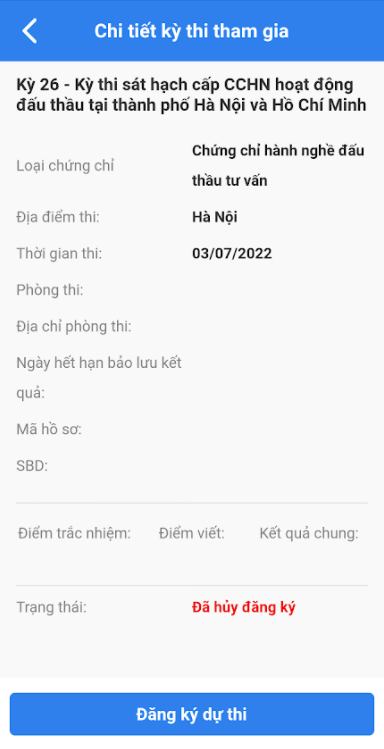 Chi tiết kỳ thi tham gia
Kỳ 26 - Kỳ thi sát hạch cấp CCHN hoạt động
đấu thầu tại thành phố Hà Nội và Hồ Chí Minh
Loại chứng chỉ
Chứng chỉ hành nghề đấu
thầu tư vấn
Địa điểm thi:
Hà Nội
Thời gian thi:
03/07/2022
Phòng thi:
Địa chỉ phòng thi:
Ngày hết hạn bảo lưu kết
quả:
Mã hồ sơ:
SBD:
Điểm trắc nhiệm:
Điểm viết:
Kết quả chung:
Trạng thái:
Đã hủy đăng ký
Đăng ký dự thi